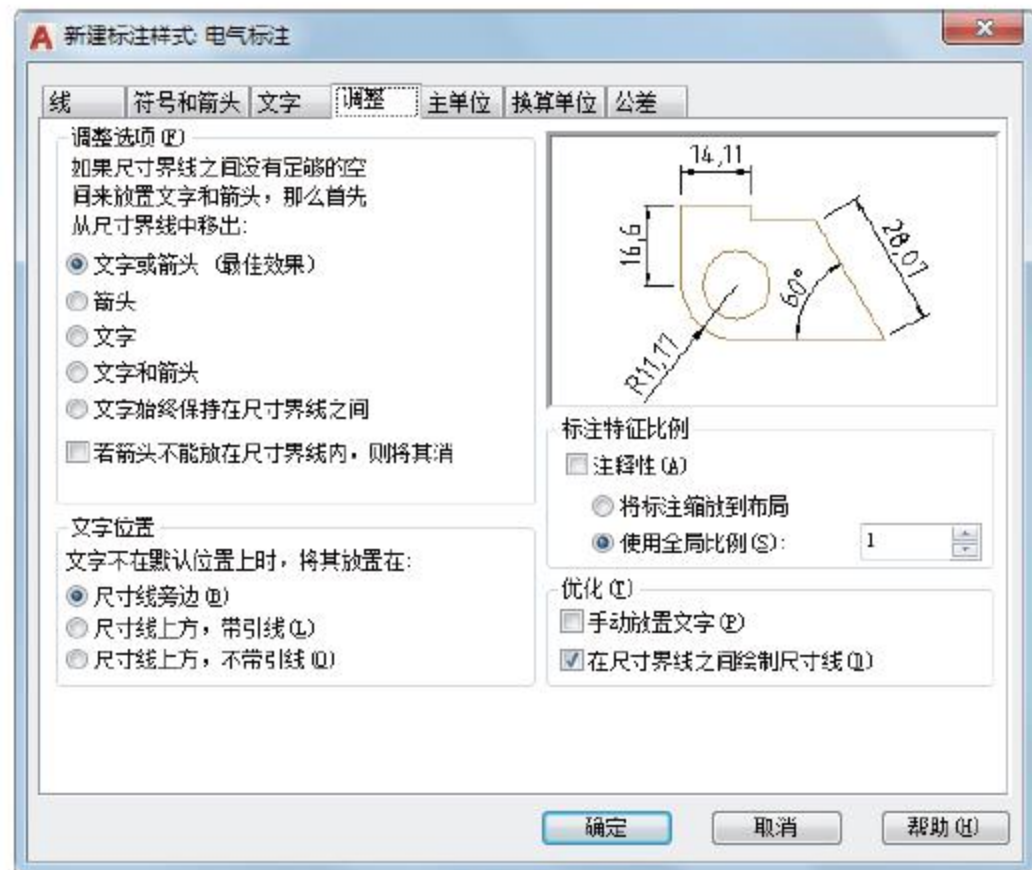 新建标注样式: 电气标注
线 符号和箭头 文字 调整 主单位 换算单位 公差
调整选项(F)
如果尺寸界线之间没有足够的空
间来放置文字和箭头，那么首先
从尺寸界线中移出:
文字或箭头（最佳效果）
箭头
文字
文字和箭头
文字始终保持在尺寸界线之间
若箭头不能放在尺寸界线内，则将其消
文字位置
文字不在默认位置上时，将其放置在:
尺寸线旁边(B)
尺寸线上方，带引线(L)
尺寸线上方，不带引线(O)
14,11
16,6
28,07
60°
R11,17
标注特征比例
注释性(A)
将标注缩放到布局
使用全局比例(S): 1
优化(T)
手动放置文字(P)
在尺寸界线之间绘制尺寸线(D)
确定 取消 帮助(H)